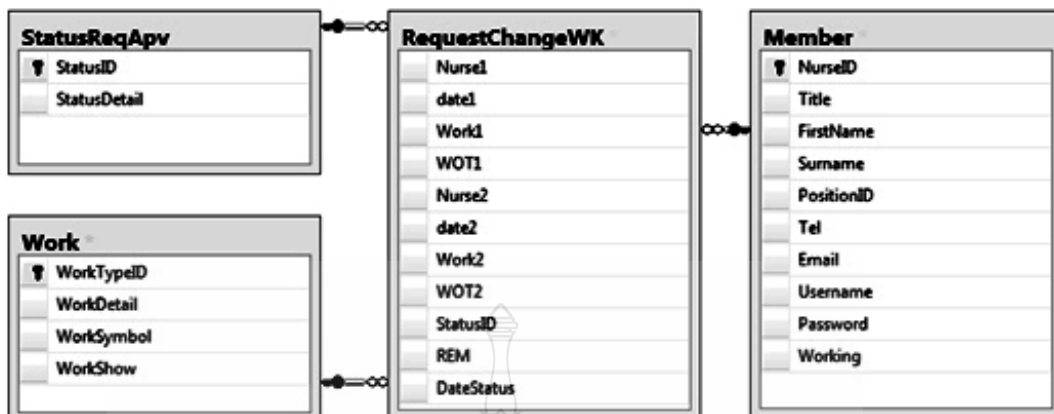 StatusReqApv
StatusID
StatusDetail
Work *
WorkTypeID
WorkDetail
WorkSymbol
WorkShow
RequestChangeWK *
Nurse1
date1
Work1
WOT1
Nurse2
date2
Work2
WOT2
StatusID
REM
DateStatus
Member *
NurseID
Title
FirstName
Surname
PositionID
Tel
Email
Username
Password
Working